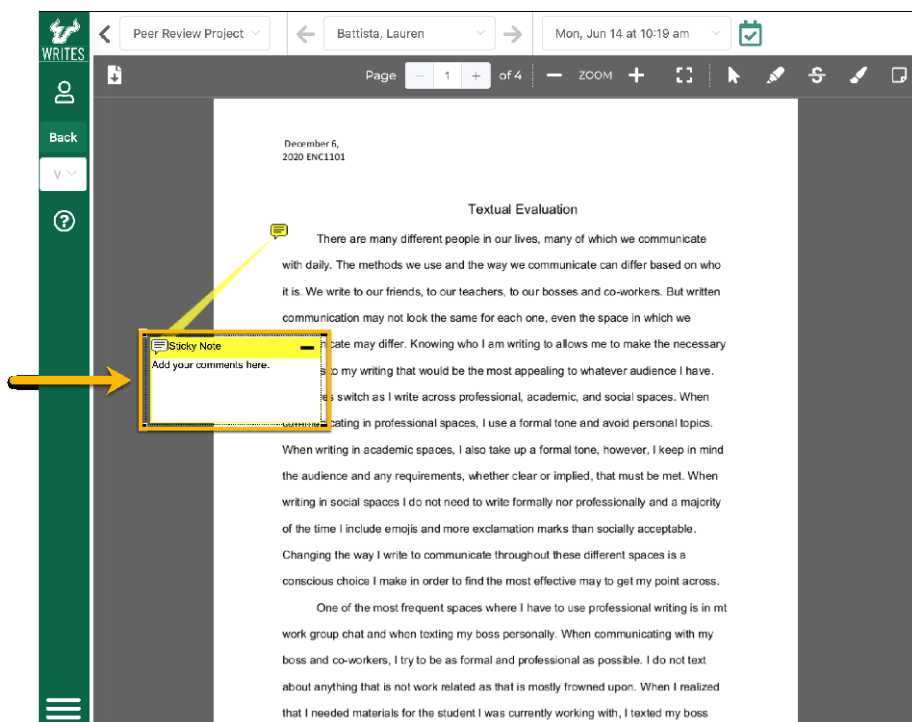 WRITES
Peer Review Project
Battista, Lauren
Mon, Jun 14 at 10:19 am
Page 1 of 4
ZOOM
Back
V
December 6,
2020 ENC1101
Textual Evaluation
There are many different people in our lives, many of which we communicate
with daily. The methods we use and the way we communicate can differ based on who
it is. We write to our friends, to our teachers, to our bosses and co-workers. But written
communication may not look the same for each one, even the space in which we
Sticky Note
Add your comments here.
may differ. Knowing who I am writing to allows me to make the necessary
to my writing that would be the most appealing to whatever audience I have.
switch as I write across professional, academic, and social spaces. When
in professional spaces, I use a formal tone and avoid personal topics.
When writing in academic spaces, I also take up a formal tone, however, I keep in mind
the audience and any requirements, whether clear or implied, that must be met. When
writing in social spaces I do not need to write formally nor professionally and a majority
of the time I include emojis and more exclamation marks than socially acceptable.
Changing the way I write to communicate throughout these different spaces is a
conscious choice I make in order to find the most effective may to get my point across.
One of the most frequent spaces where I have to use professional writing is in mt
work group chat and when texting my boss personally. When communicating with my
boss and co-workers, I try to be as formal and professional as possible. I do not text
about anything that is not work related as that is mostly frowned upon. When I realized
that I needed materials for the student I was currently working with, I texted my boss